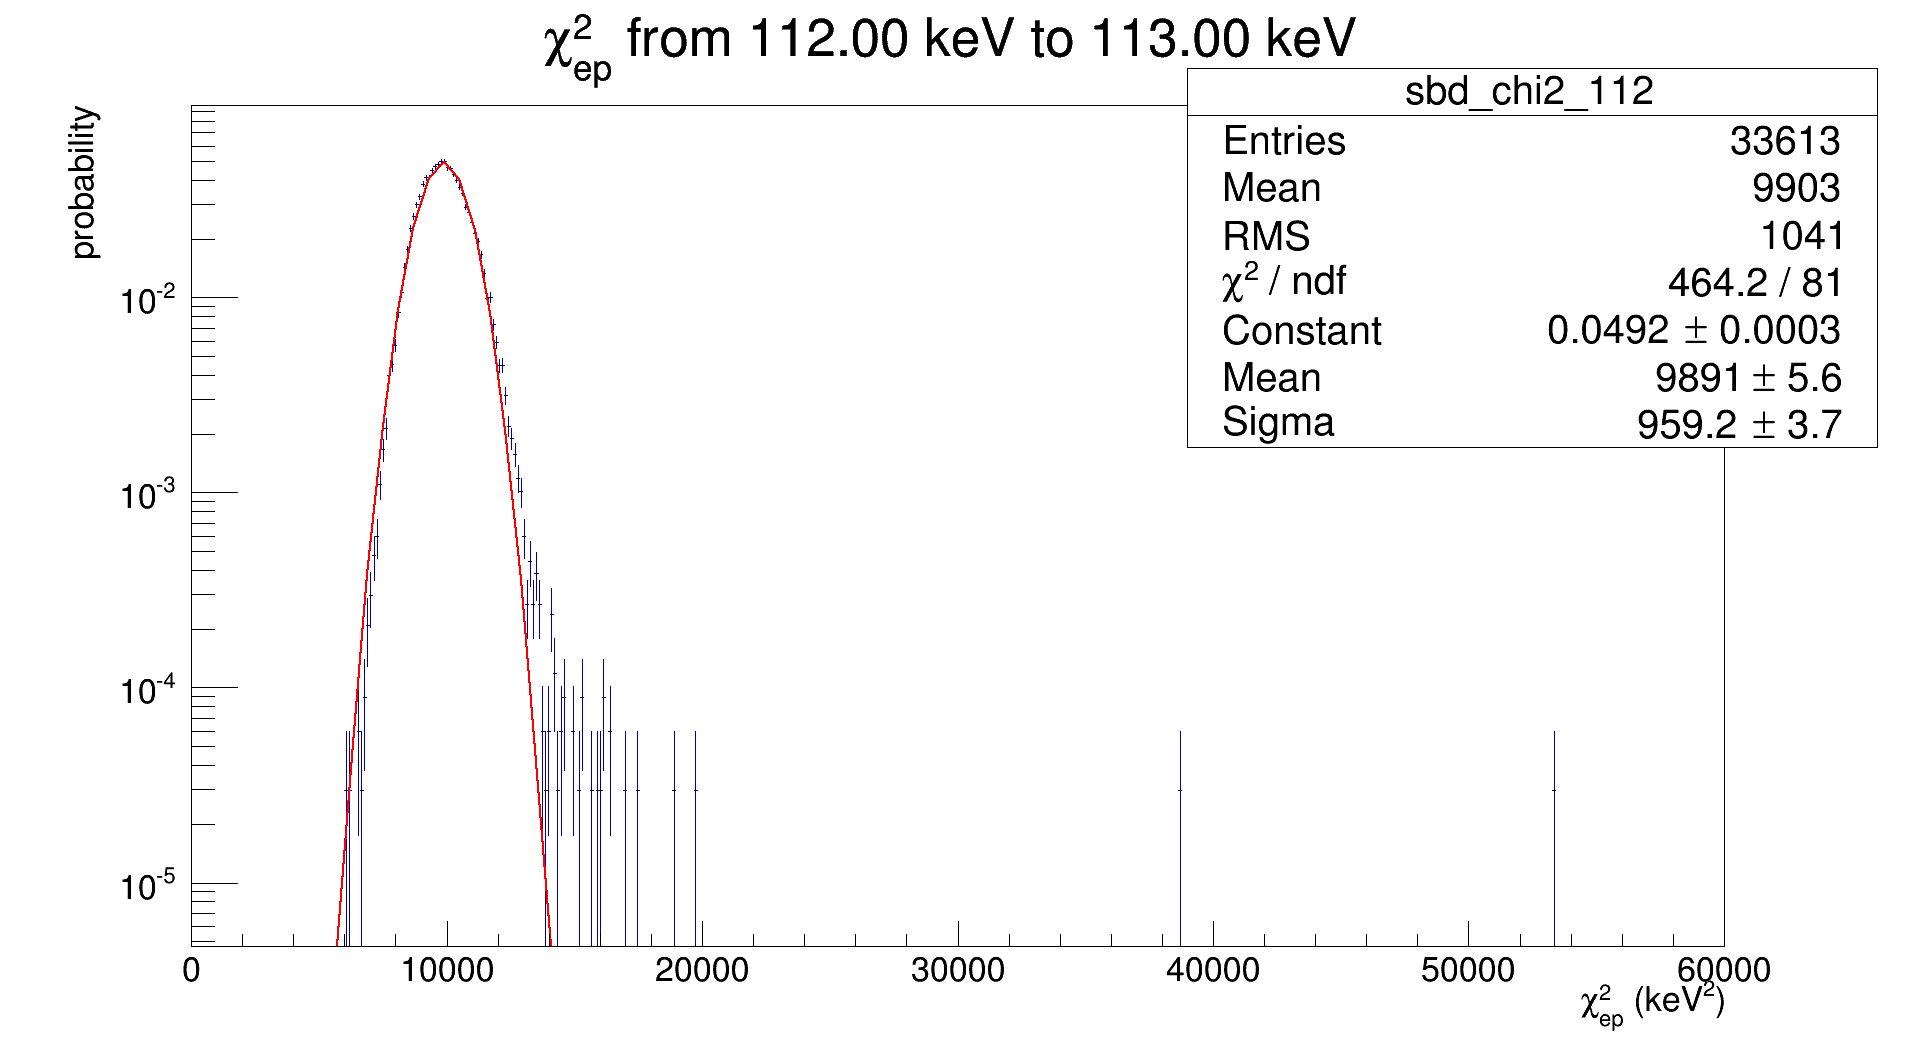 χ²ep from 112.00 keV to 113.00 keV
sbd_chi2_112
Entries 33613
Mean 9903
RMS 1041
χ² / ndf 464.2 / 81
Constant 0.0492 ± 0.0003
Mean 9891 ± 5.6
Sigma 959.2 ± 3.7
probability
10⁻²
10⁻³
10⁻⁴
10⁻⁵
0 10000 20000 30000 40000 50000 60000
χ²ep (keV²)